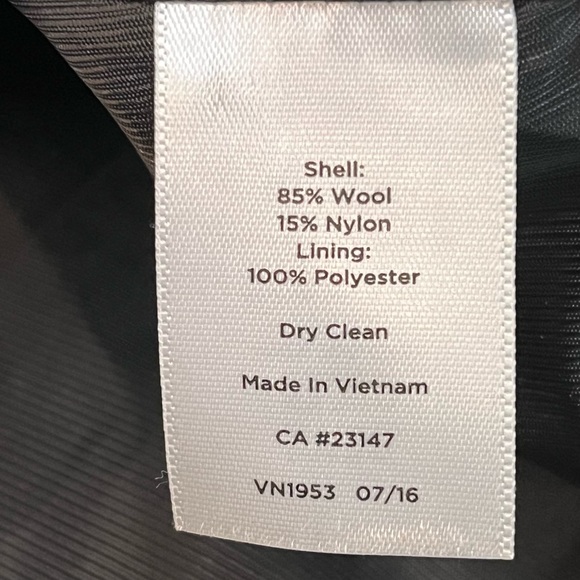 Shell:
85% Wool
15% Nylon
Lining:
100% Polyester
Dry Clean
Made In Vietnam
CA #23147
VN1953 07/16